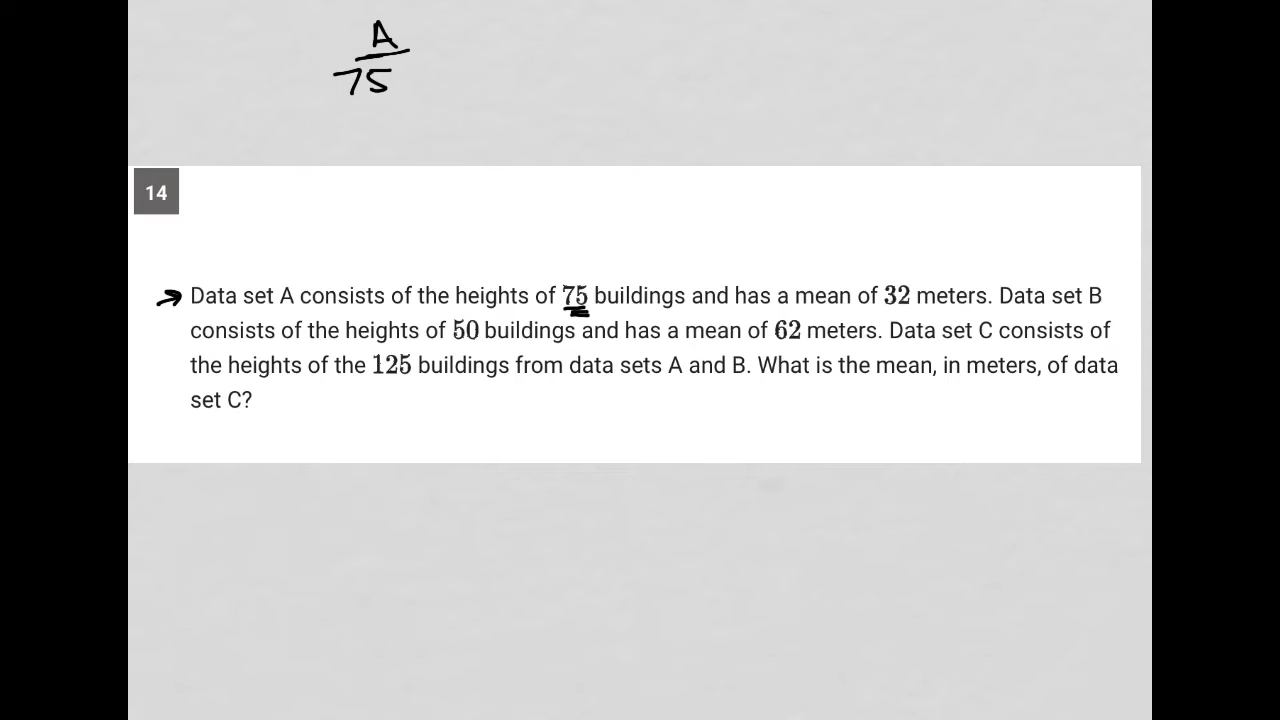 A
75
14
Data set A consists of the heights of 75 buildings and has a mean of 32 meters. Data set B
consists of the heights of 50 buildings and has a mean of 62 meters. Data set C consists of
the heights of the 125 buildings from data sets A and B. What is the mean, in meters, of data
set C?